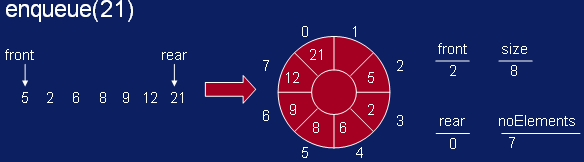 enqueue(21)
front rear
5 2 6 8 9 12 21
0 1
7 2
6 3
5 4
21
12 5
9 2
8 6
front size
2 8
rear noElements
0 7